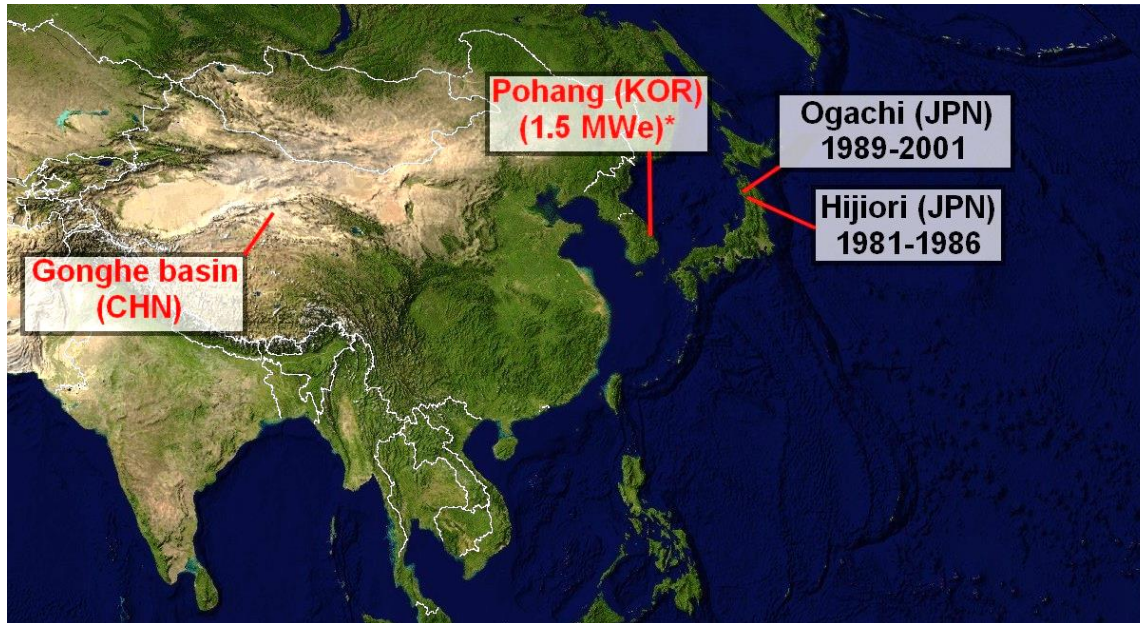 Pohang (KOR)
(1.5 MWe)*
Ogachi (JPN)
1989-2001
Hijiori (JPN)
1981-1986
Gonghe basin
(CHN)